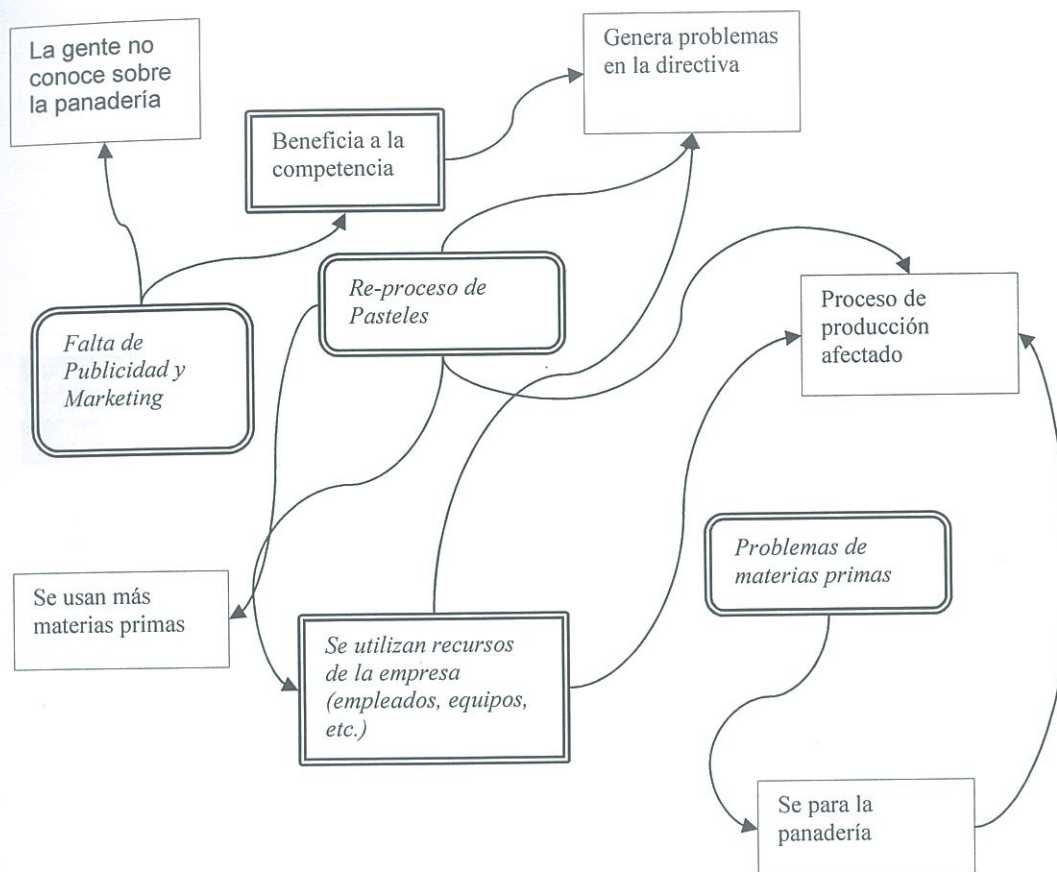 La gente no
conoce sobre
la panadería
Genera problemas
en la directiva
Beneficia a la
competencia
Re-proceso de
Pasteles
Falta de
Publicidad y
Marketing
Proceso de
producción
afectado
Problemas de
materias primas
Se usan más
materias primas
Se utilizan recursos
de la empresa
(empleados, equipos,
etc.)
Se para la
panadería